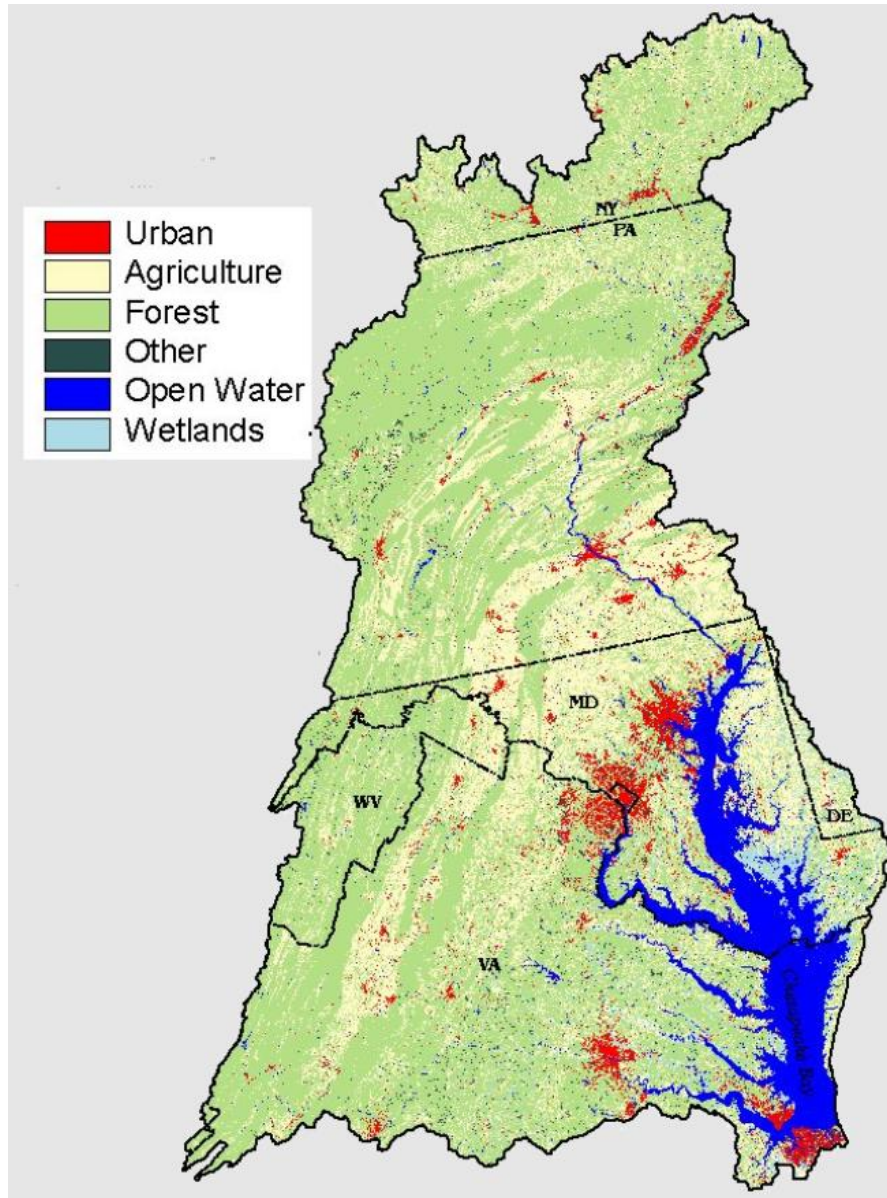 NY
PA
Urban
Agriculture
Forest
Other
Open Water
Wetlands
MD
WV
DE
VA
Chesapeake Bay